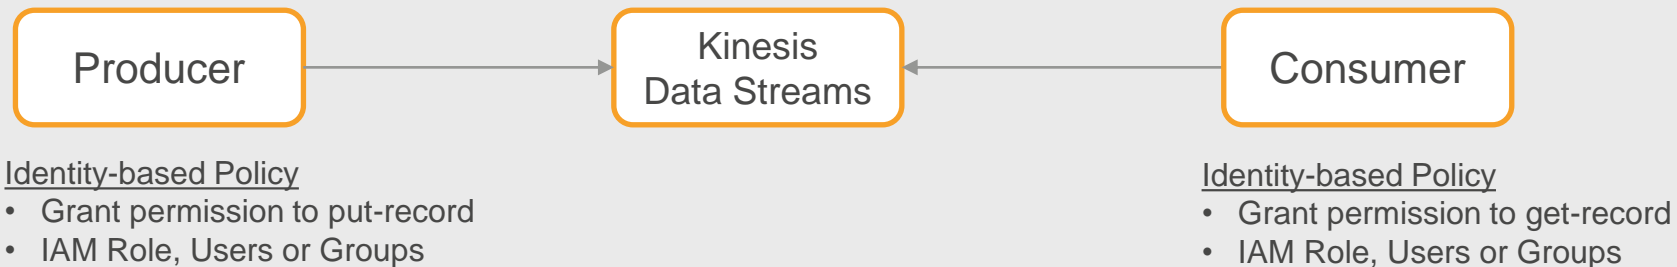 Producer
Kinesis
Data Streams
Consumer
Identity-based Policy
• Grant permission to put-record
• IAM Role, Users or Groups
Identity-based Policy
• Grant permission to get-record
• IAM Role, Users or Groups